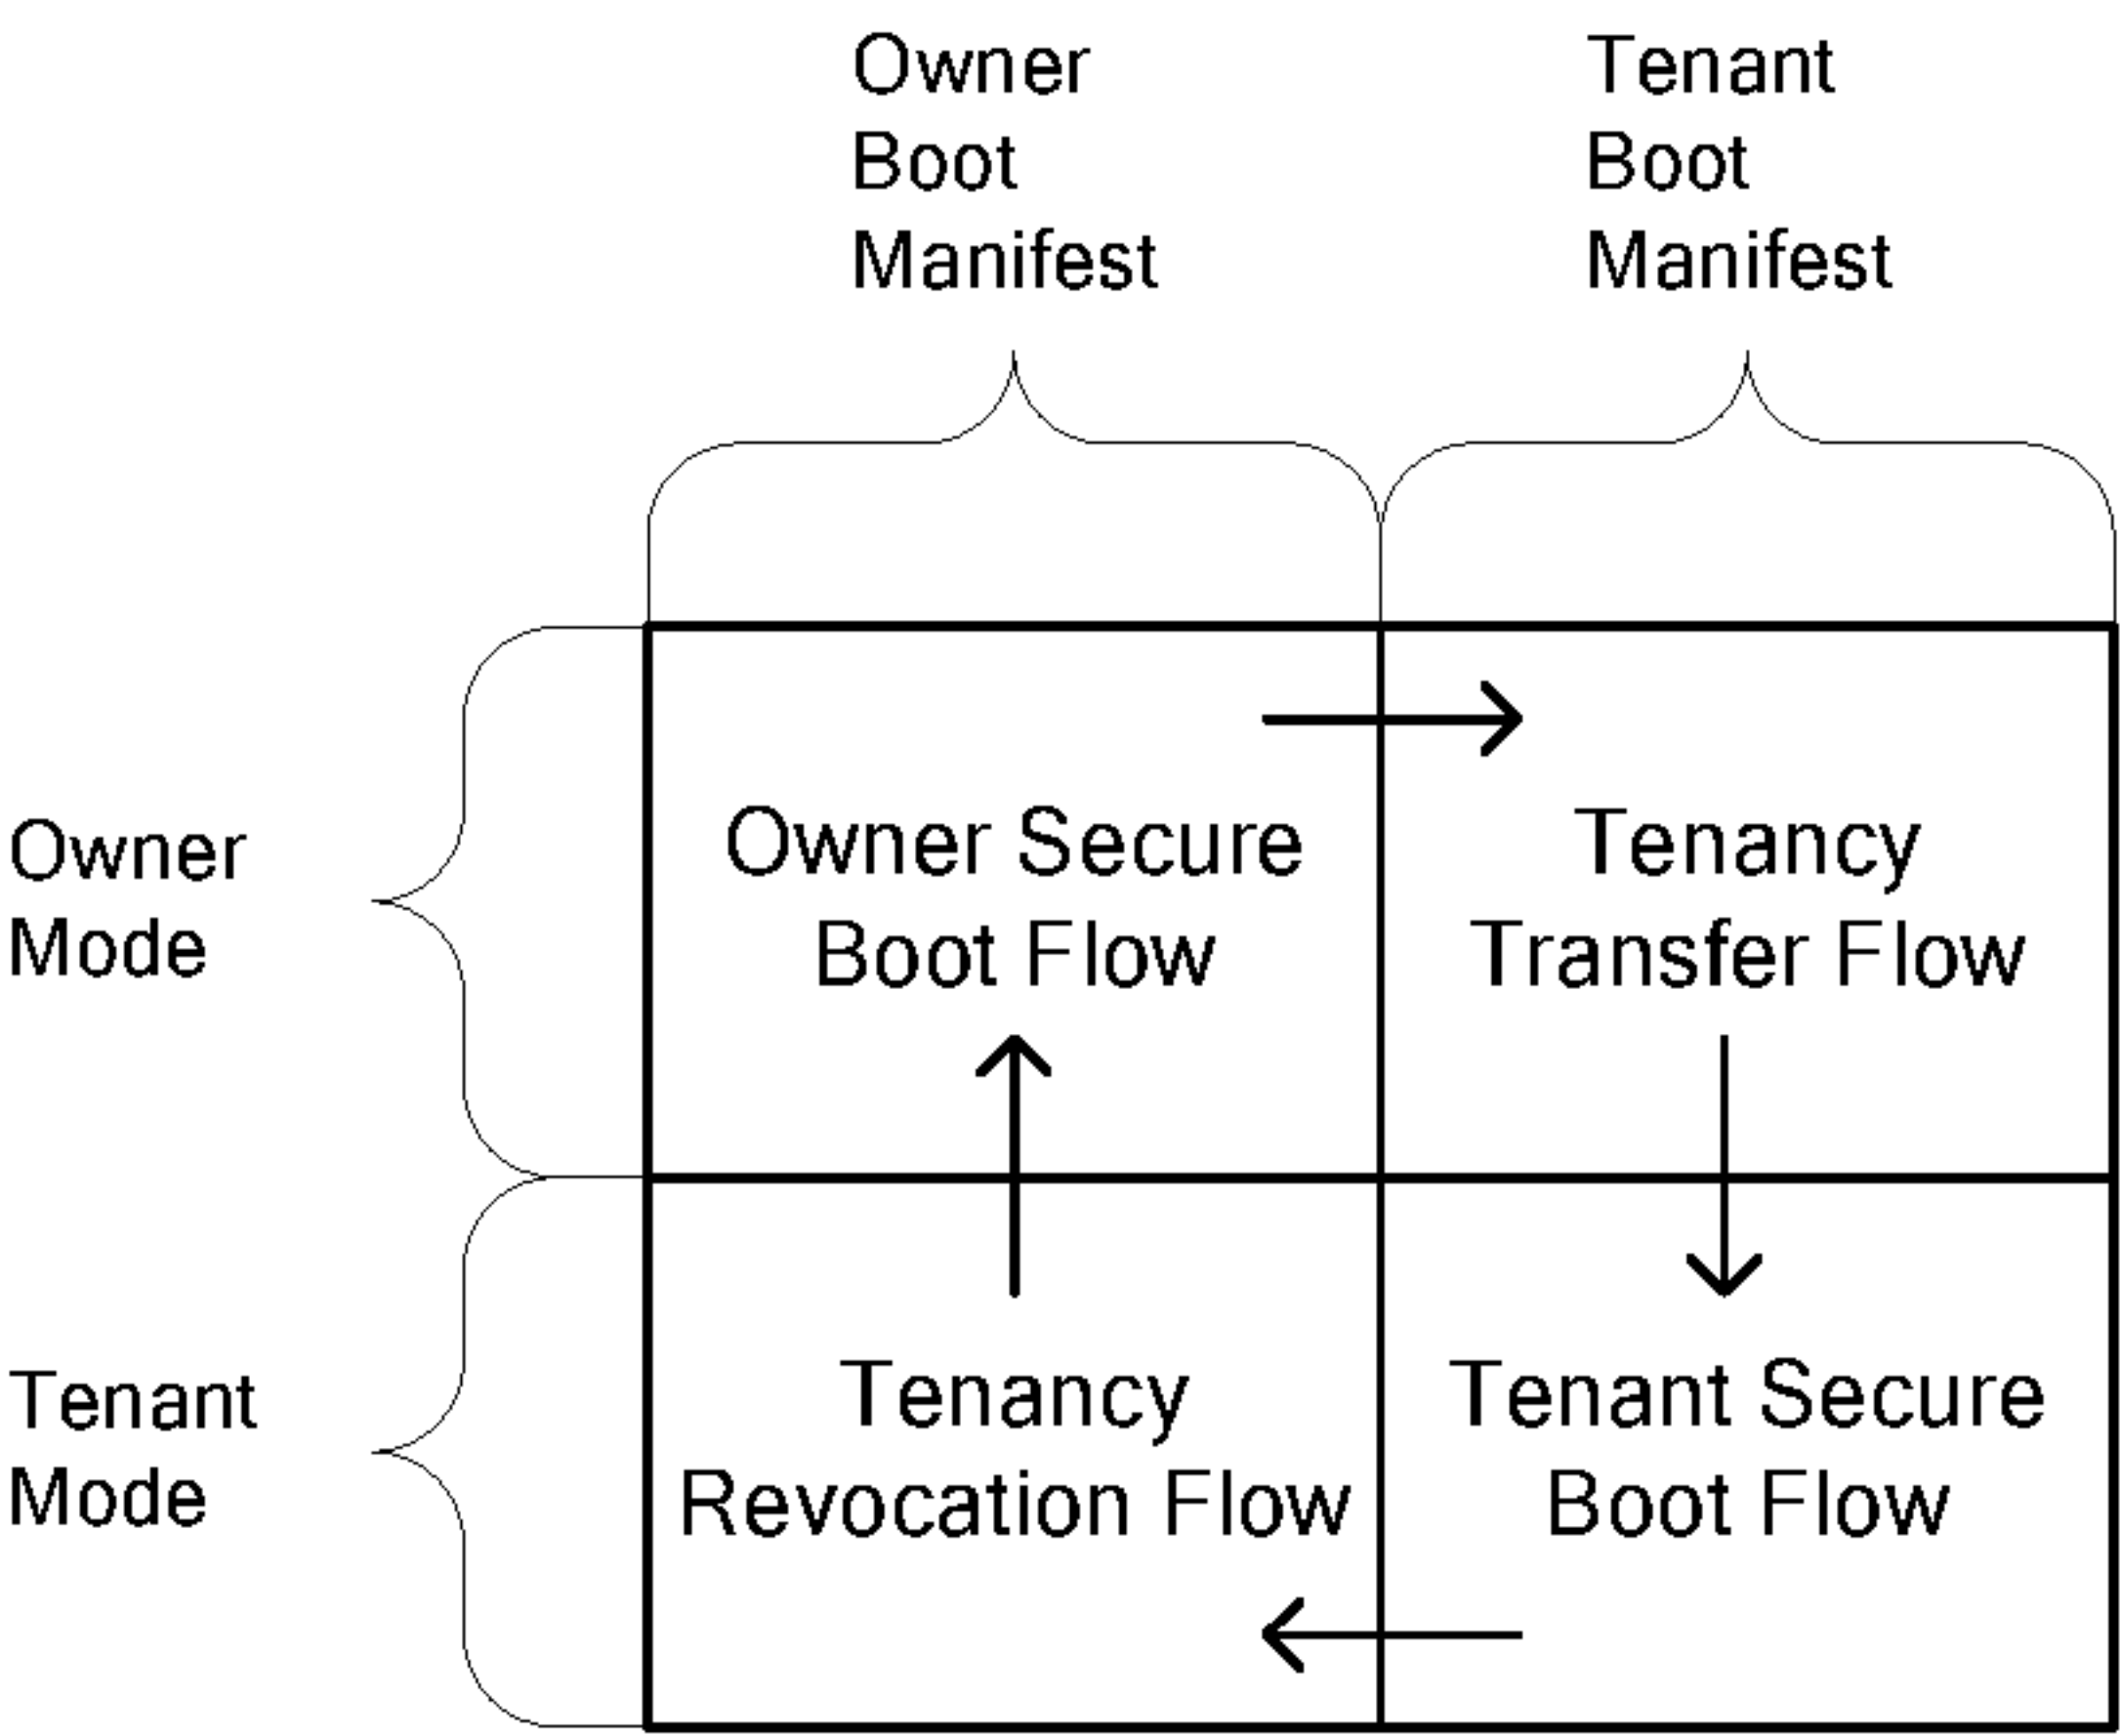 Owner
Boot
Manifest
Tenant
Boot
Manifest
Owner
Mode
Owner Secure
Boot Flow
Tenancy
Transfer Flow
Tenant
Mode
Tenancy
Revocation Flow
Tenant Secure
Boot Flow